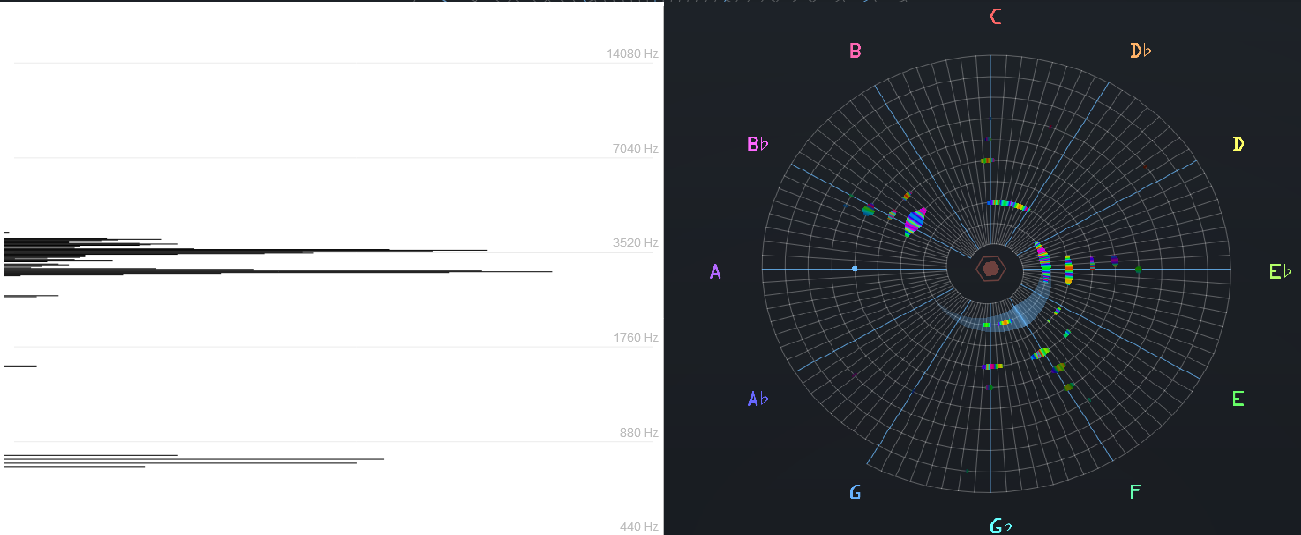 14080 Hz
7040 Hz
3520 Hz
1760 Hz
880 Hz
440 Hz
C
B
D♭
B♭
D
A
E♭
A♭
E
G
F
G♭